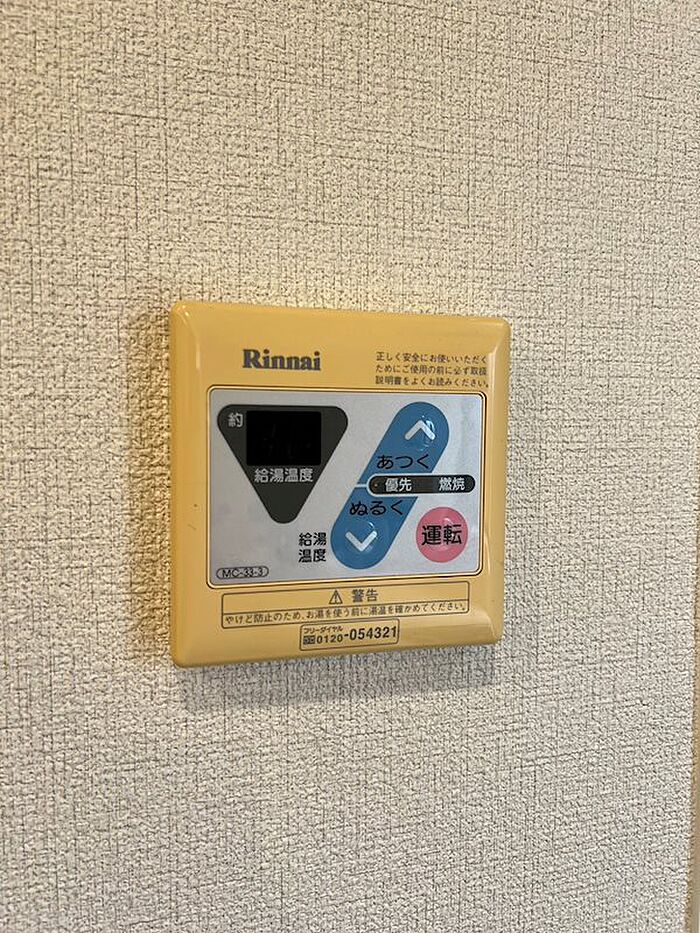 Rinnai
正しく安全にお使いいただく
ためにご使用の前に必ず取扱
説明書をよくお読みください。
約
給湯温度
あつく
優先 燃焼
ぬるく
給湯
温度
運転
MC-33-3
⚠ 警告
やけど防止のため、お湯を使う前に湯温を確かめてください。
フリーダイヤル
0120-054321